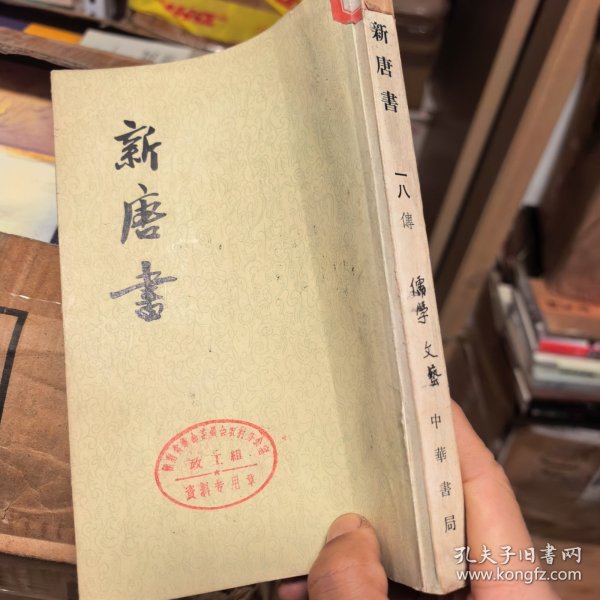 新唐書
新唐書
一八
傳
儒學
文藝
中華書局
政工組
資料专用章
孔夫子旧书网
www.kongfz.com